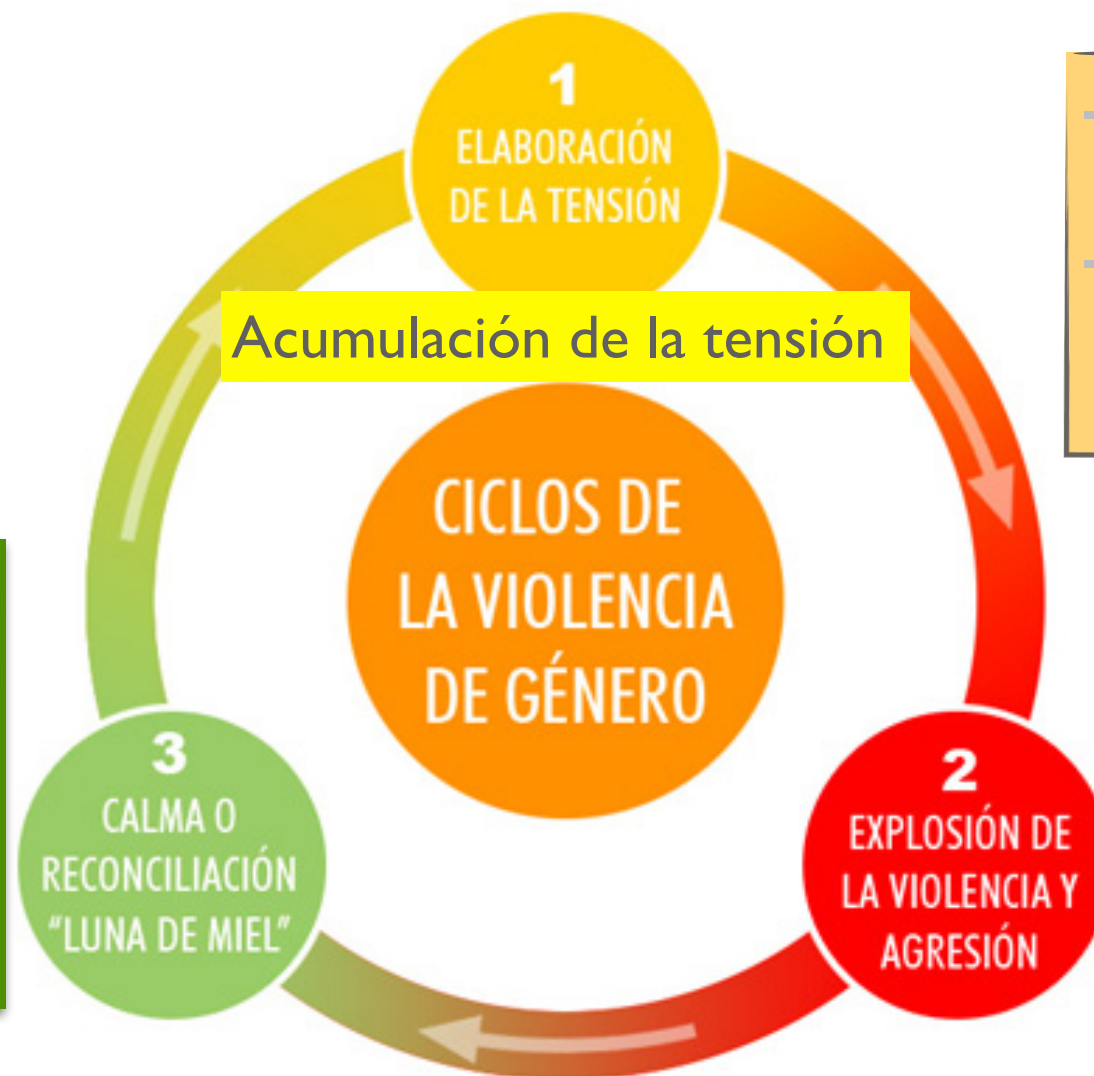 1
ELABORACIÓN
DE LA TENSIÓN
Acumulación de la tensión
CICLOS DE
LA VIOLENCIA
DE GÉNERO
3
CALMA O
RECONCILIACIÓN
"LUNA DE MIEL"
2
EXPLOSIÓN DE
LA VIOLENCIA Y
AGRESIÓN